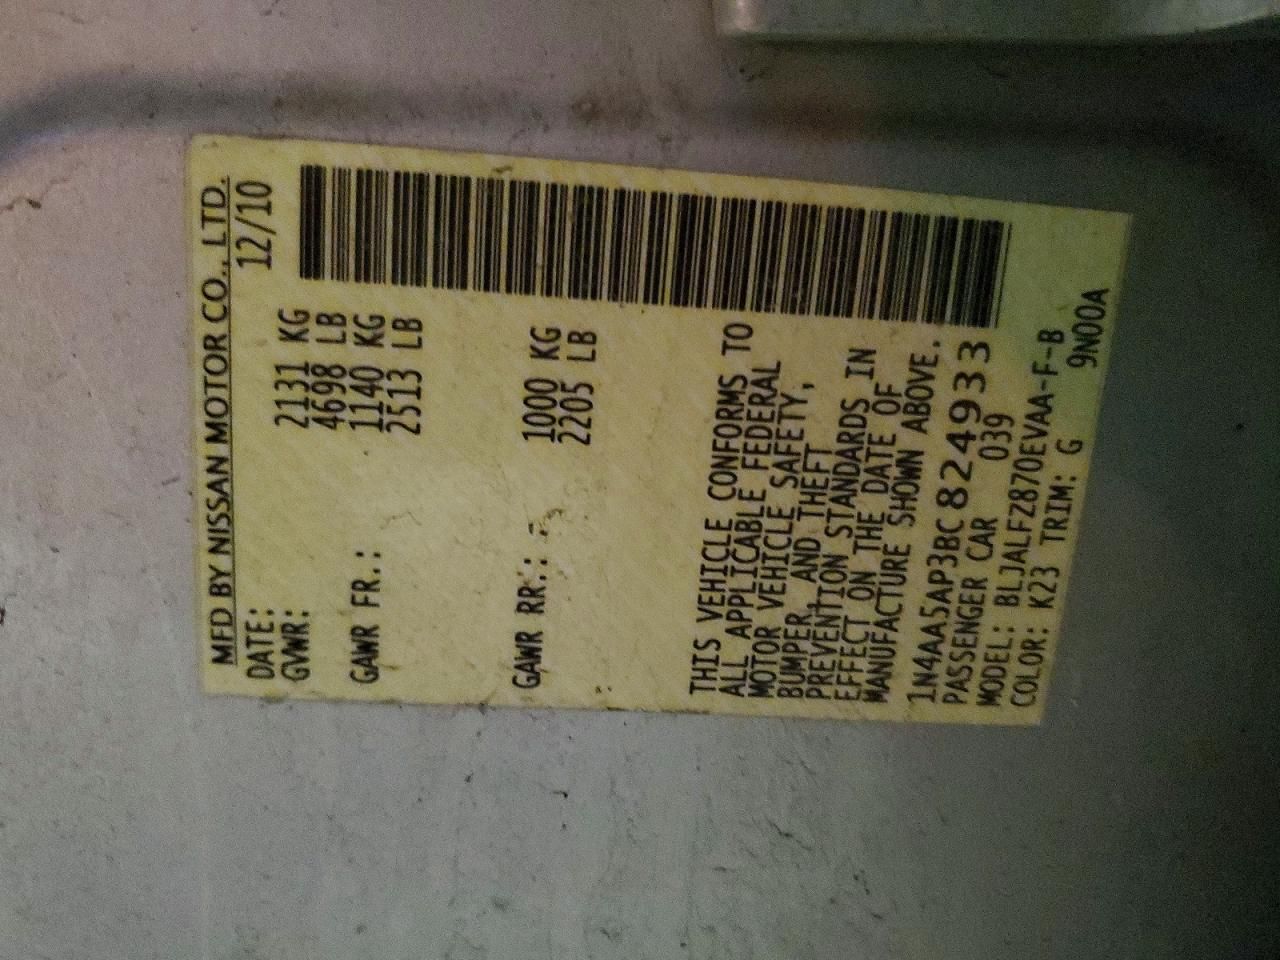 MFD BY NISSAN MOTOR CO., LTD.
DATE: 12/10
GVWR: 2131 KG
4698 LB
GAWR FR.: 1140 KG
2513 LB
GAWR RR.: 1000 KG
2205 LB
THIS VEHICLE CONFORMS TO
ALL APPLICABLE FEDERAL
MOTOR VEHICLE SAFETY,
BUMPER, AND THEFT
PREVENTION STANDARDS IN
EFFECT ON THE DATE OF
MANUFACTURE SHOWN ABOVE.
1N4AA5AP3BC824933
PASSENGER CAR 039
MODEL: BLJALFZ870EVAA-F-B
COLOR: K23 TRIM: G 9N00A